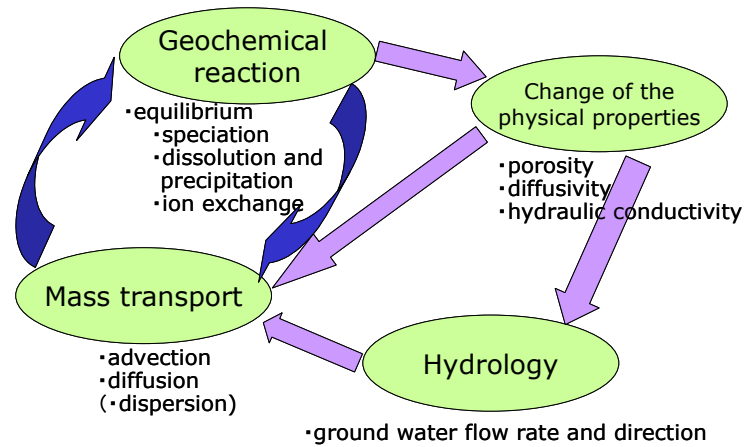 Geochemical
reaction
・equilibrium
・speciation
・dissolution and
precipitation
・ion exchange
Change of the
physical properties
・porosity
・diffusivity
・hydraulic conductivity
Mass transport
・advection
・diffusion
(・dispersion)
Hydrology
・ground water flow rate and direction